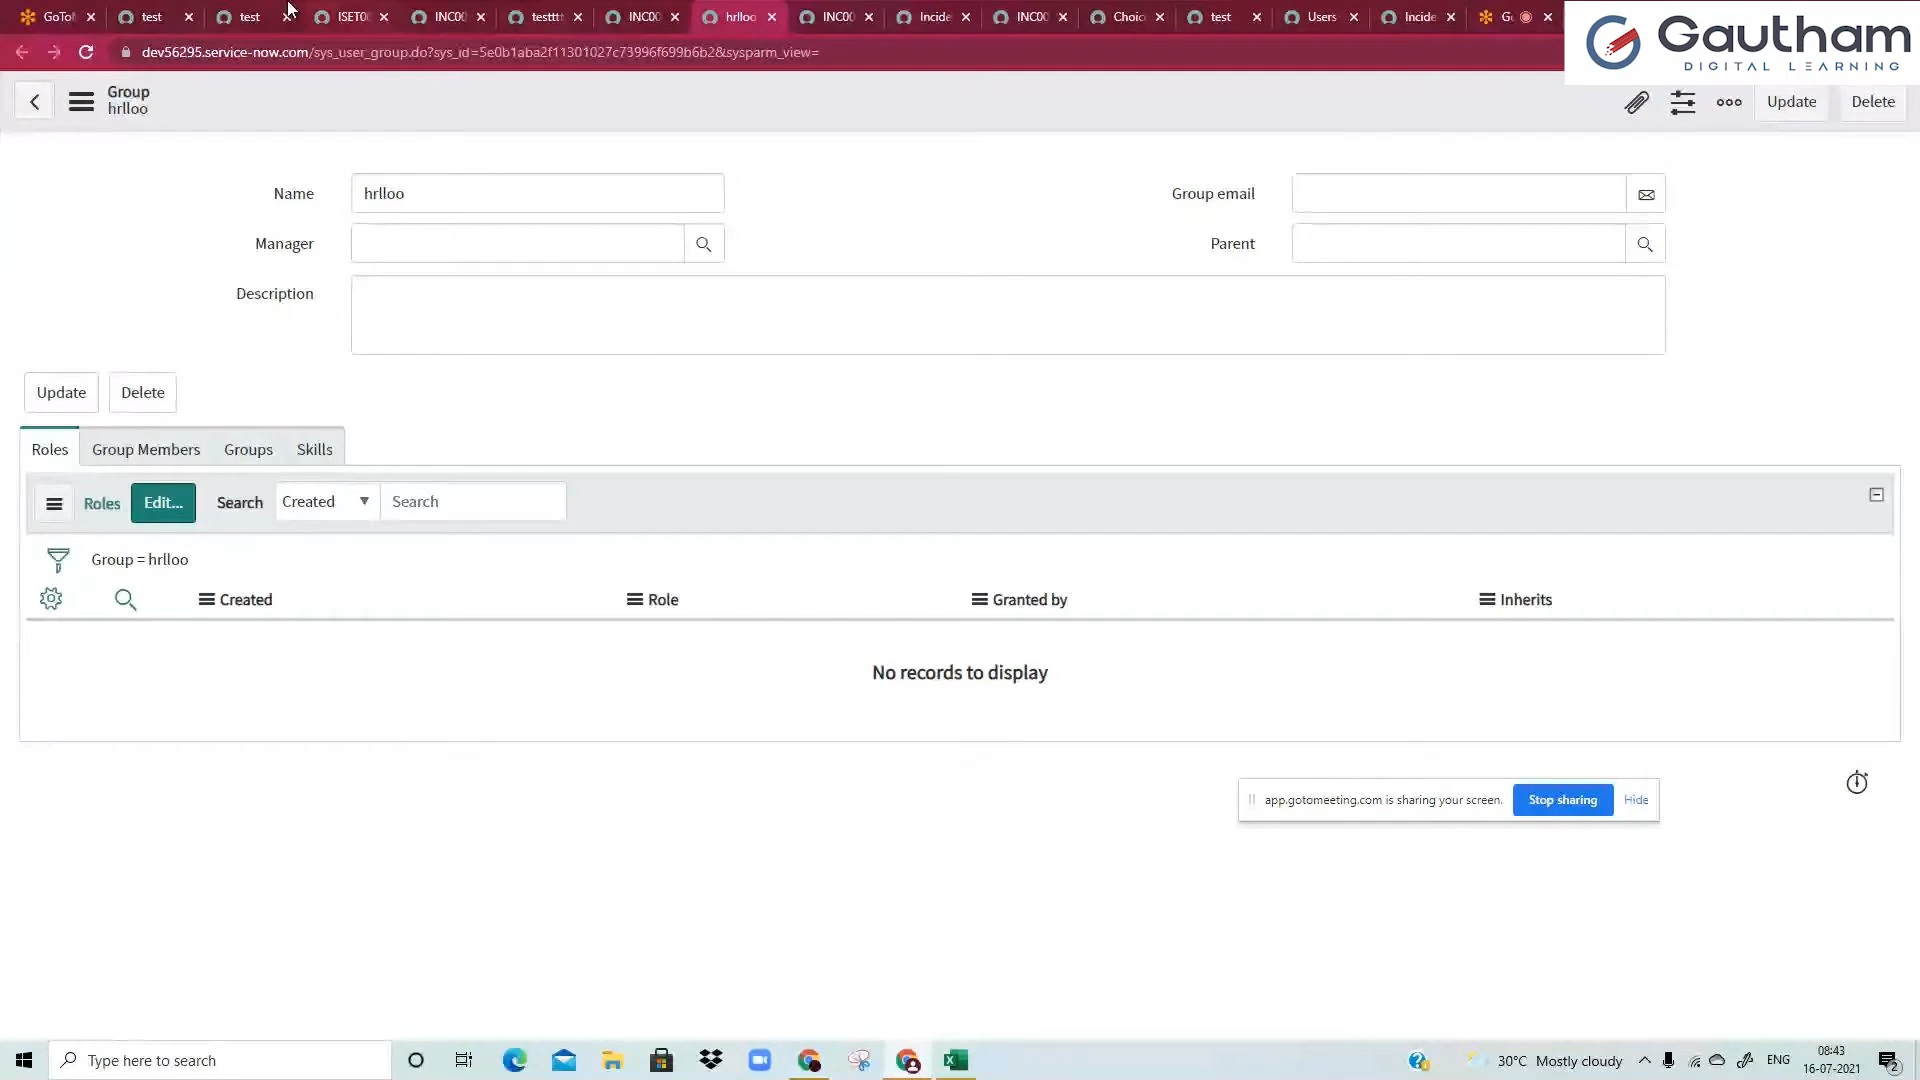 GoTo test test ISET0 INC00 testttt INC00 hrlloo INC00 Incide INC00 Choic test Users Incide G
dev56295.service-now.com/sys_user_group.do?sys_id=5e0b1aba2f11301027c73996f699b6b2&sysparm_view=
Gautham
DIGITAL LEARNING
Group
hrlloo
Update Delete
Name hrlloo Group email
Manager Parent
Description
Update Delete
Roles Group Members Groups Skills
Roles Edit... Search Created Search
Group = hrlloo
Created Role Granted by Inherits
No records to display
app.gotomeeting.com is sharing your screen. Stop sharing Hide
Type here to search
30°C Mostly cloudy ENG
08:43
16-07-2021
2